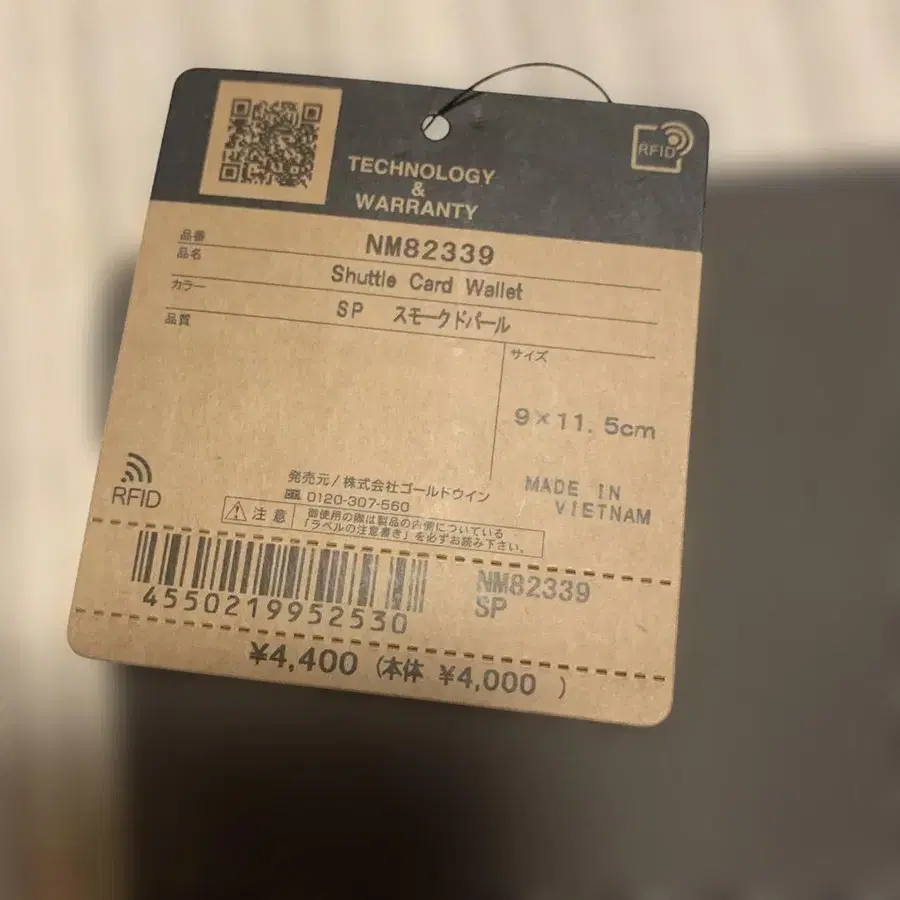 TECHNOLOGY
&
WARRANTY
RFID
品番 NM82339
品名 Shuttle Card Wallet
カラー SP スモークドパール
品質
サイズ
9×11.5cm
MADE IN
VIETNAM
RFID
発売元/株式会社ゴールドウイン
0120-307-560
注意
御使用の際は製品の内側についている
「ラベルの注意書き」を必ずお読み下さい。
4550219952530
NM82339
SP
¥4,400 (本体 ¥4,000 )